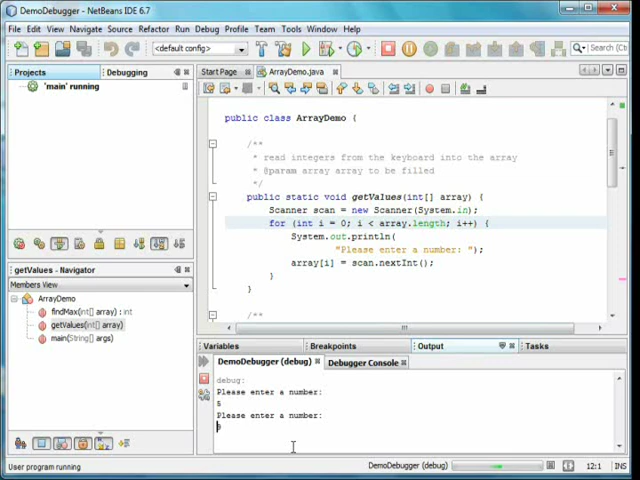 DemoDebugger - NetBeans IDE 6.7
File Edit View Navigate Source Refactor Run Debug Profile Team Tools Window Help
<default config>
Search (Ctrl
Projects
Debugging
Start Page
ArrayDemo.java
'main' running
public class ArrayDemo {
/**
* read integers from the keyboard into the array
* @param array array to be filled
*/
public static void getValues(int[] array) {
Scanner scan = new Scanner(System.in);
for (int i = 0; i < array.length; i++) {
System.out.println(
"Please enter a number: ");
array[i] = scan.nextInt();
}
}
/**
getValues - Navigator
Members View
ArrayDemo
findMax(int[] array) : int
getValues(int[] array)
main(String[] args)
Variables
Breakpoints
Output
Tasks
DemoDebugger (debug)
Debugger Console
debug:
Please enter a number:
5
Please enter a number:
User program running
DemoDebugger (debug)
12:1
INS